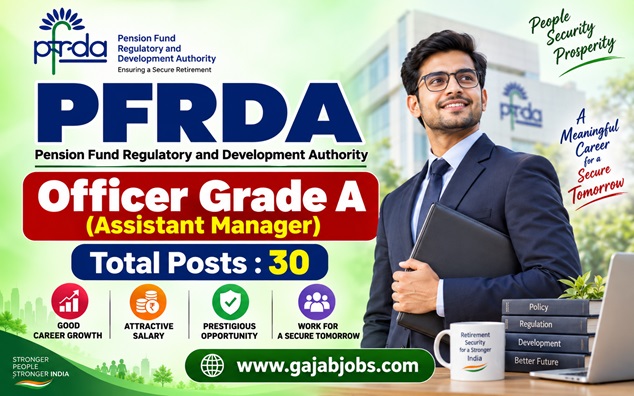 pfrda
Pension Fund
Regulatory and
Development Authority
Ensuring a Secure Retirement
People
Security
Prosperity
PFRDA
Pension Fund Regulatory and Development Authority
pfrda
A
Meaningful
Career
for a
Secure
Tomorrow
Officer Grade A
(Assistant Manager)
Total Posts : 30
GOOD
CAREER GROWTH
ATTRACTIVE
SALARY
PRESTIGIOUS
OPPORTUNITY
WORK FOR
A SECURE TOMORROW
Policy
Regulation
Development
Better Future
Retirement
Security
for a Stronger
India
STRONGER
PEOPLE
STRONGER INDIA
www.gajabjobs.com